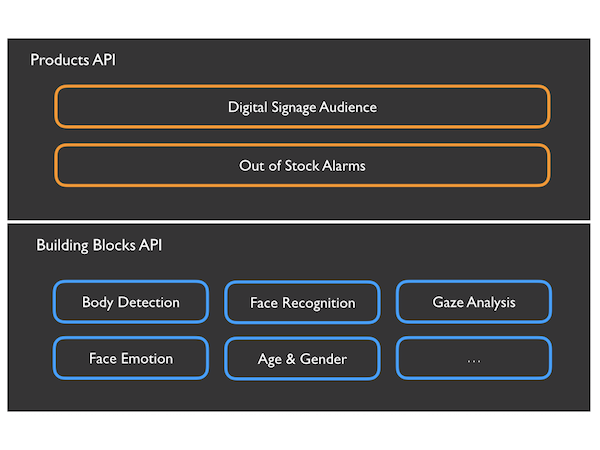 Products API
Digital Signage Audience
Out of Stock Alarms
Building Blocks API
Body Detection
Face Recognition
Gaze Analysis
Face Emotion
Age & Gender
...